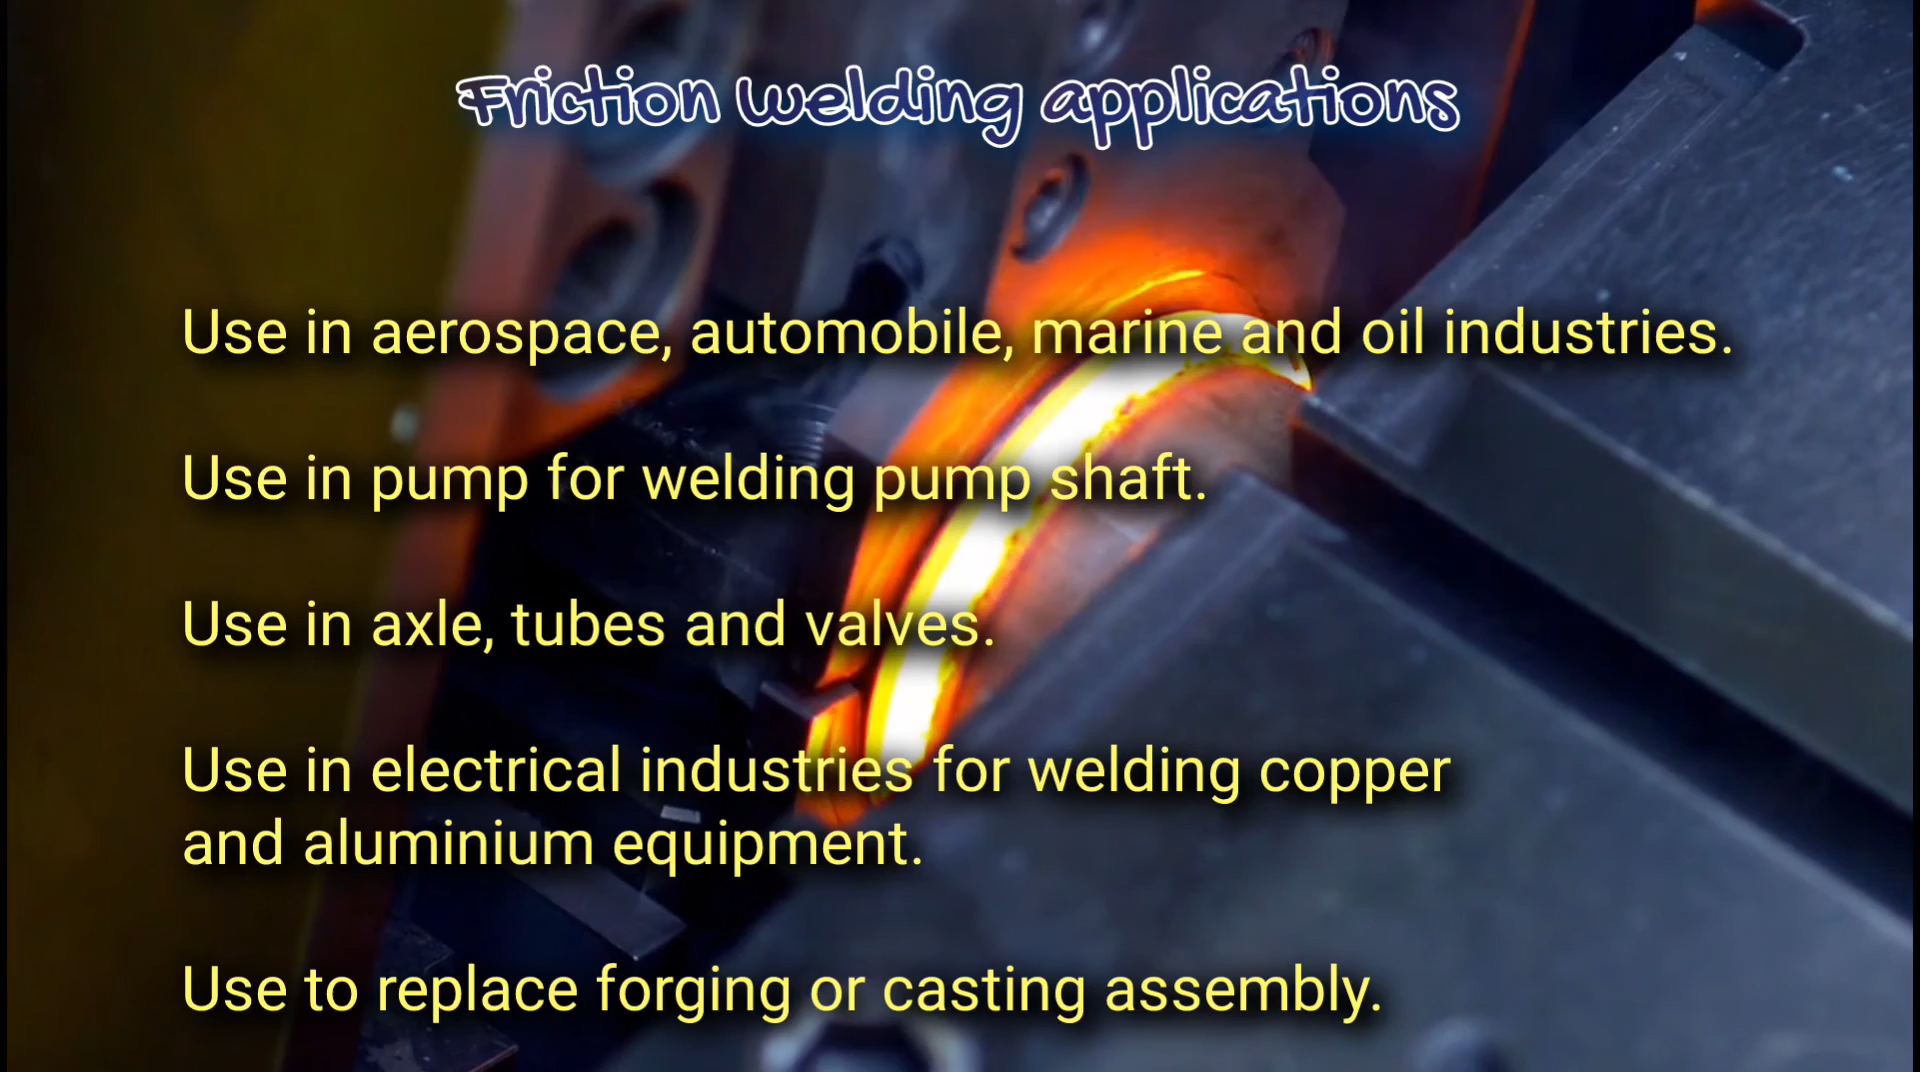 Friction welding applications
Use in aerospace, automobile, marine and oil industries.
Use in pump for welding pump shaft.
Use in axle, tubes and valves.
Use in electrical industries for welding copper
and aluminium equipment.
Use to replace forging or casting assembly.